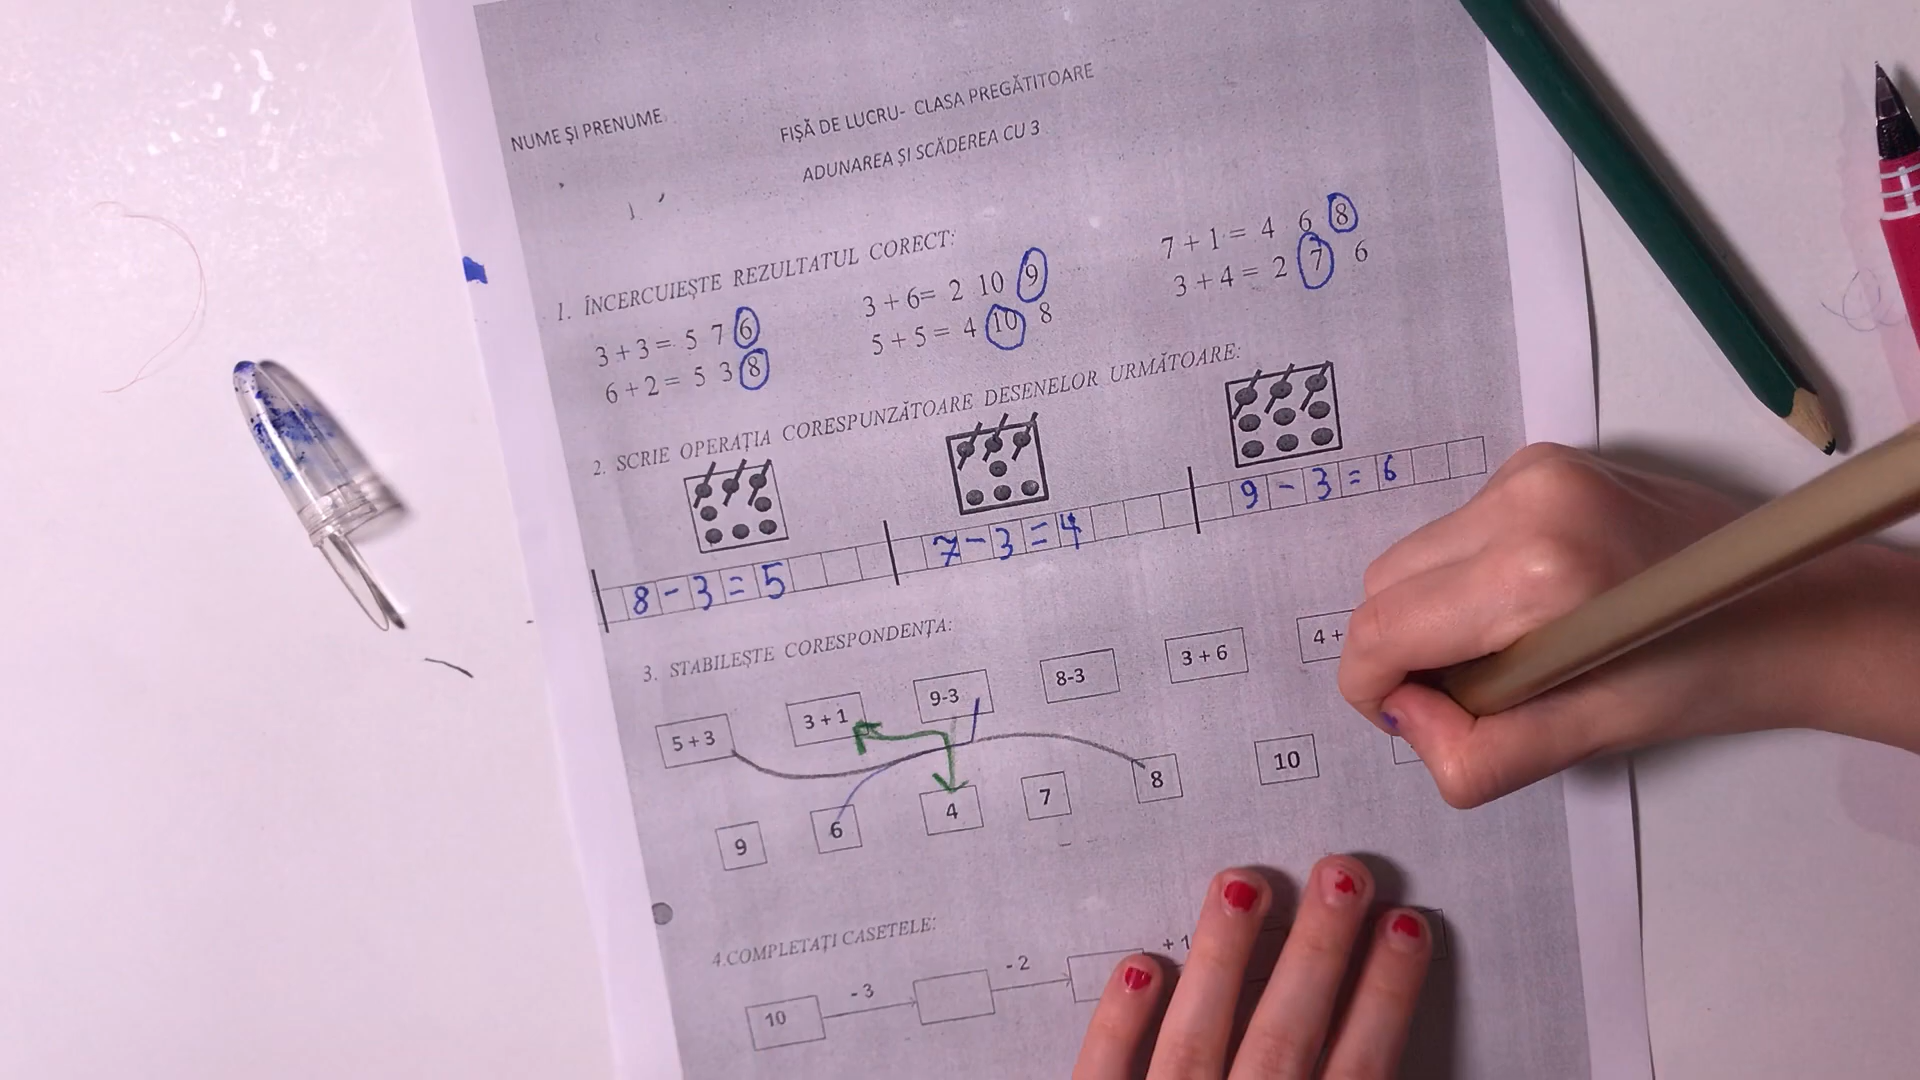 NUME ȘI PRENUME
FIȘĂ DE LUCRU- CLASA PREGĂTITOARE
ADUNAREA ȘI SCĂDEREA CU 3
1. ÎNCERCUIEȘTE REZULTATUL CORECT:
3 + 3 = 5 7 6
3 + 6= 2 10 9
7 + 1 = 4 6 8
6 + 2 = 5 3 8
5 + 5 = 4 10 8
3 + 4 = 2 7 6
2. SCRIE OPERAȚIA CORESPUNZĂTOARE DESENELOR URMĂTOARE:
8 - 3 = 5
7 - 3 = 4
9 - 3 = 6
3. STABILEȘTE CORESPONDENȚA:
5 + 3
3 + 1
9-3
8-3
3 + 6
4 +
9
6
4
7
8
10
4.COMPLETAȚI CASETELE:
10
- 3
- 2
+ 1